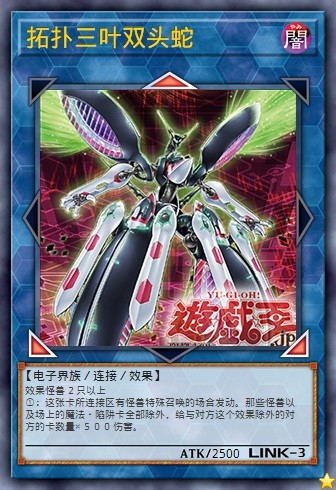 拓扑三叶双头蛇
闇
YU-GI-OH!
遊戯王
.JP
【电子界族／连接／效果】
效果怪兽2只以上
①：这张卡所连接区有怪兽特殊召唤的场合发动。那些怪兽
以及场上的魔法·陷阱卡全部除外。给与对方这个效果除外的对
方的卡数量×500伤害。
ATK/2500 LINK-3